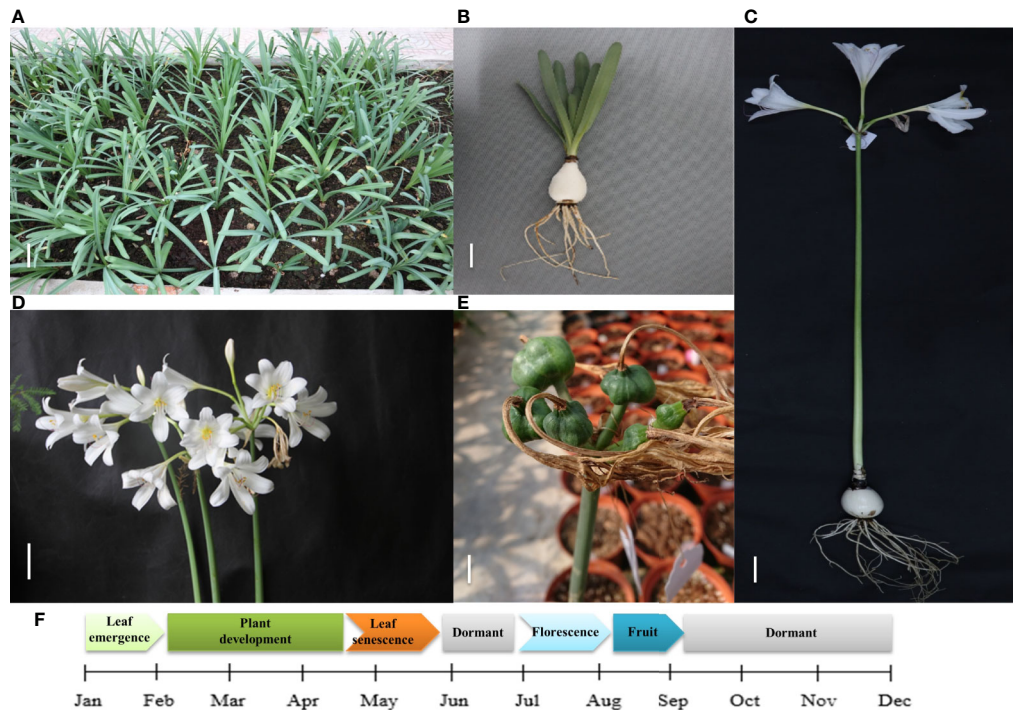 A
B
C
D
E
F
Leaf
emergence
Plant
development
Leaf
senescence
Dormant
Florescence
Fruit
Dormant
Jan Feb Mar Apr May Jun Jul Aug Sep Oct Nov Dec